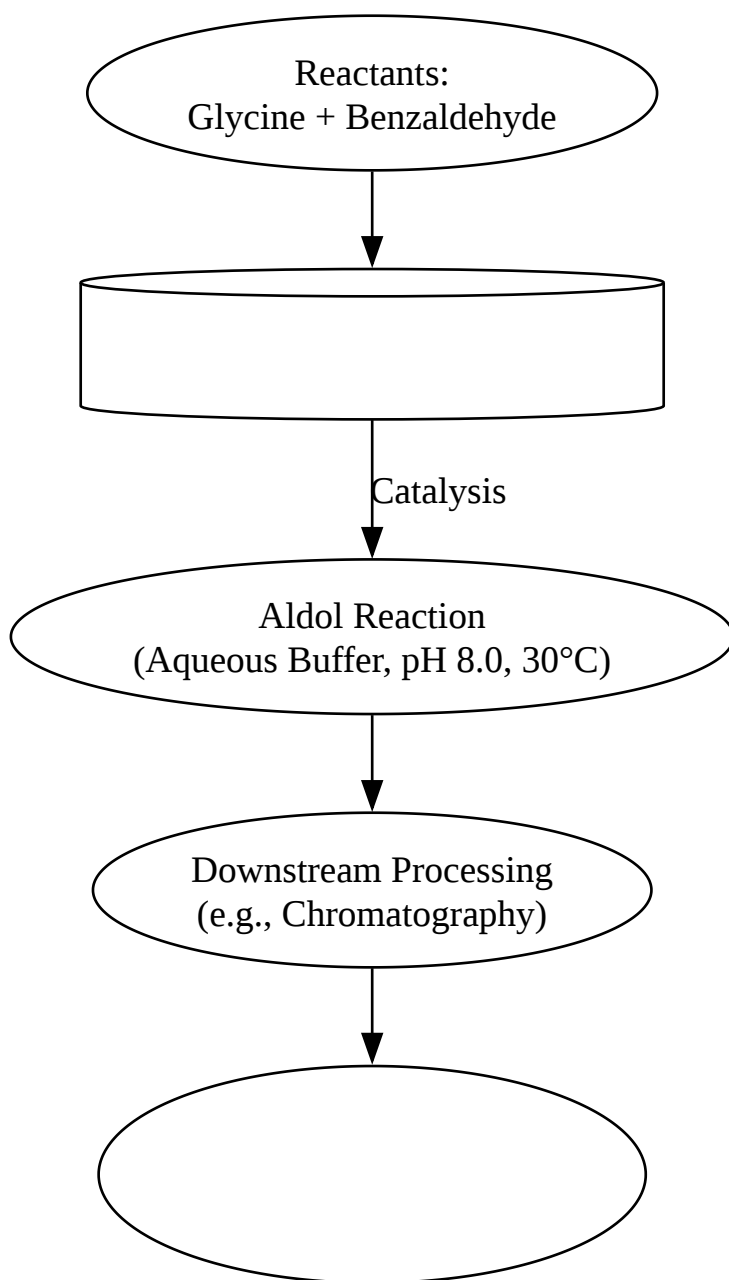 Reactants:
Glycine + Benzaldehyde
Catalysis
Aldol Reaction
(Aqueous Buffer, pH 8.0, 30°C)
Downstream Processing
(e.g., Chromatography)